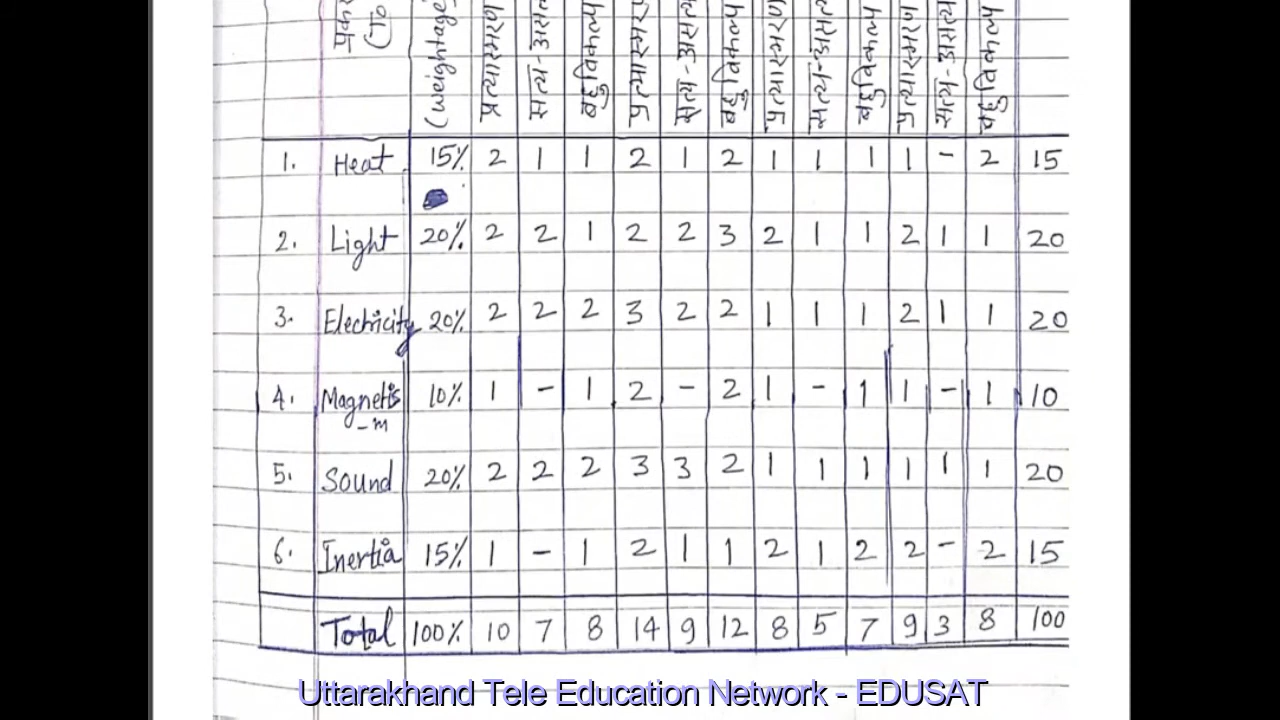 (To
(weightage)
प्रत्यास्मरण सत्य-असत्य बहुविकल्प प्रत्यास्मरण सत्य-असत्य बहुविकल्प प्रत्यास्मरण सत्य-असत्य बहुविकल्प प्रत्यास्मरण सत्य-असत्य बहुविकल्प
1. Heat 15% 2 1 1 2 1 2 1 1 1 1 - 2 15
2. Light 20% 2 2 1 2 2 3 2 1 1 2 1 1 20
3. Electricity 20% 2 2 2 3 2 2 1 1 1 2 1 1 20
4. Magnetis 10% 1 - 1 2 - 2 1 - 1 1 - 1 10
-m
5. Sound 20% 2 2 2 3 3 2 1 1 1 1 1 1 20
6. Inertia 15% 1 - 1 2 1 1 2 1 2 2 - 2 15
Total 100% 10 7 8 14 9 12 8 5 7 9 3 8 100
Uttarakhand Tele Education Network - EDUSAT